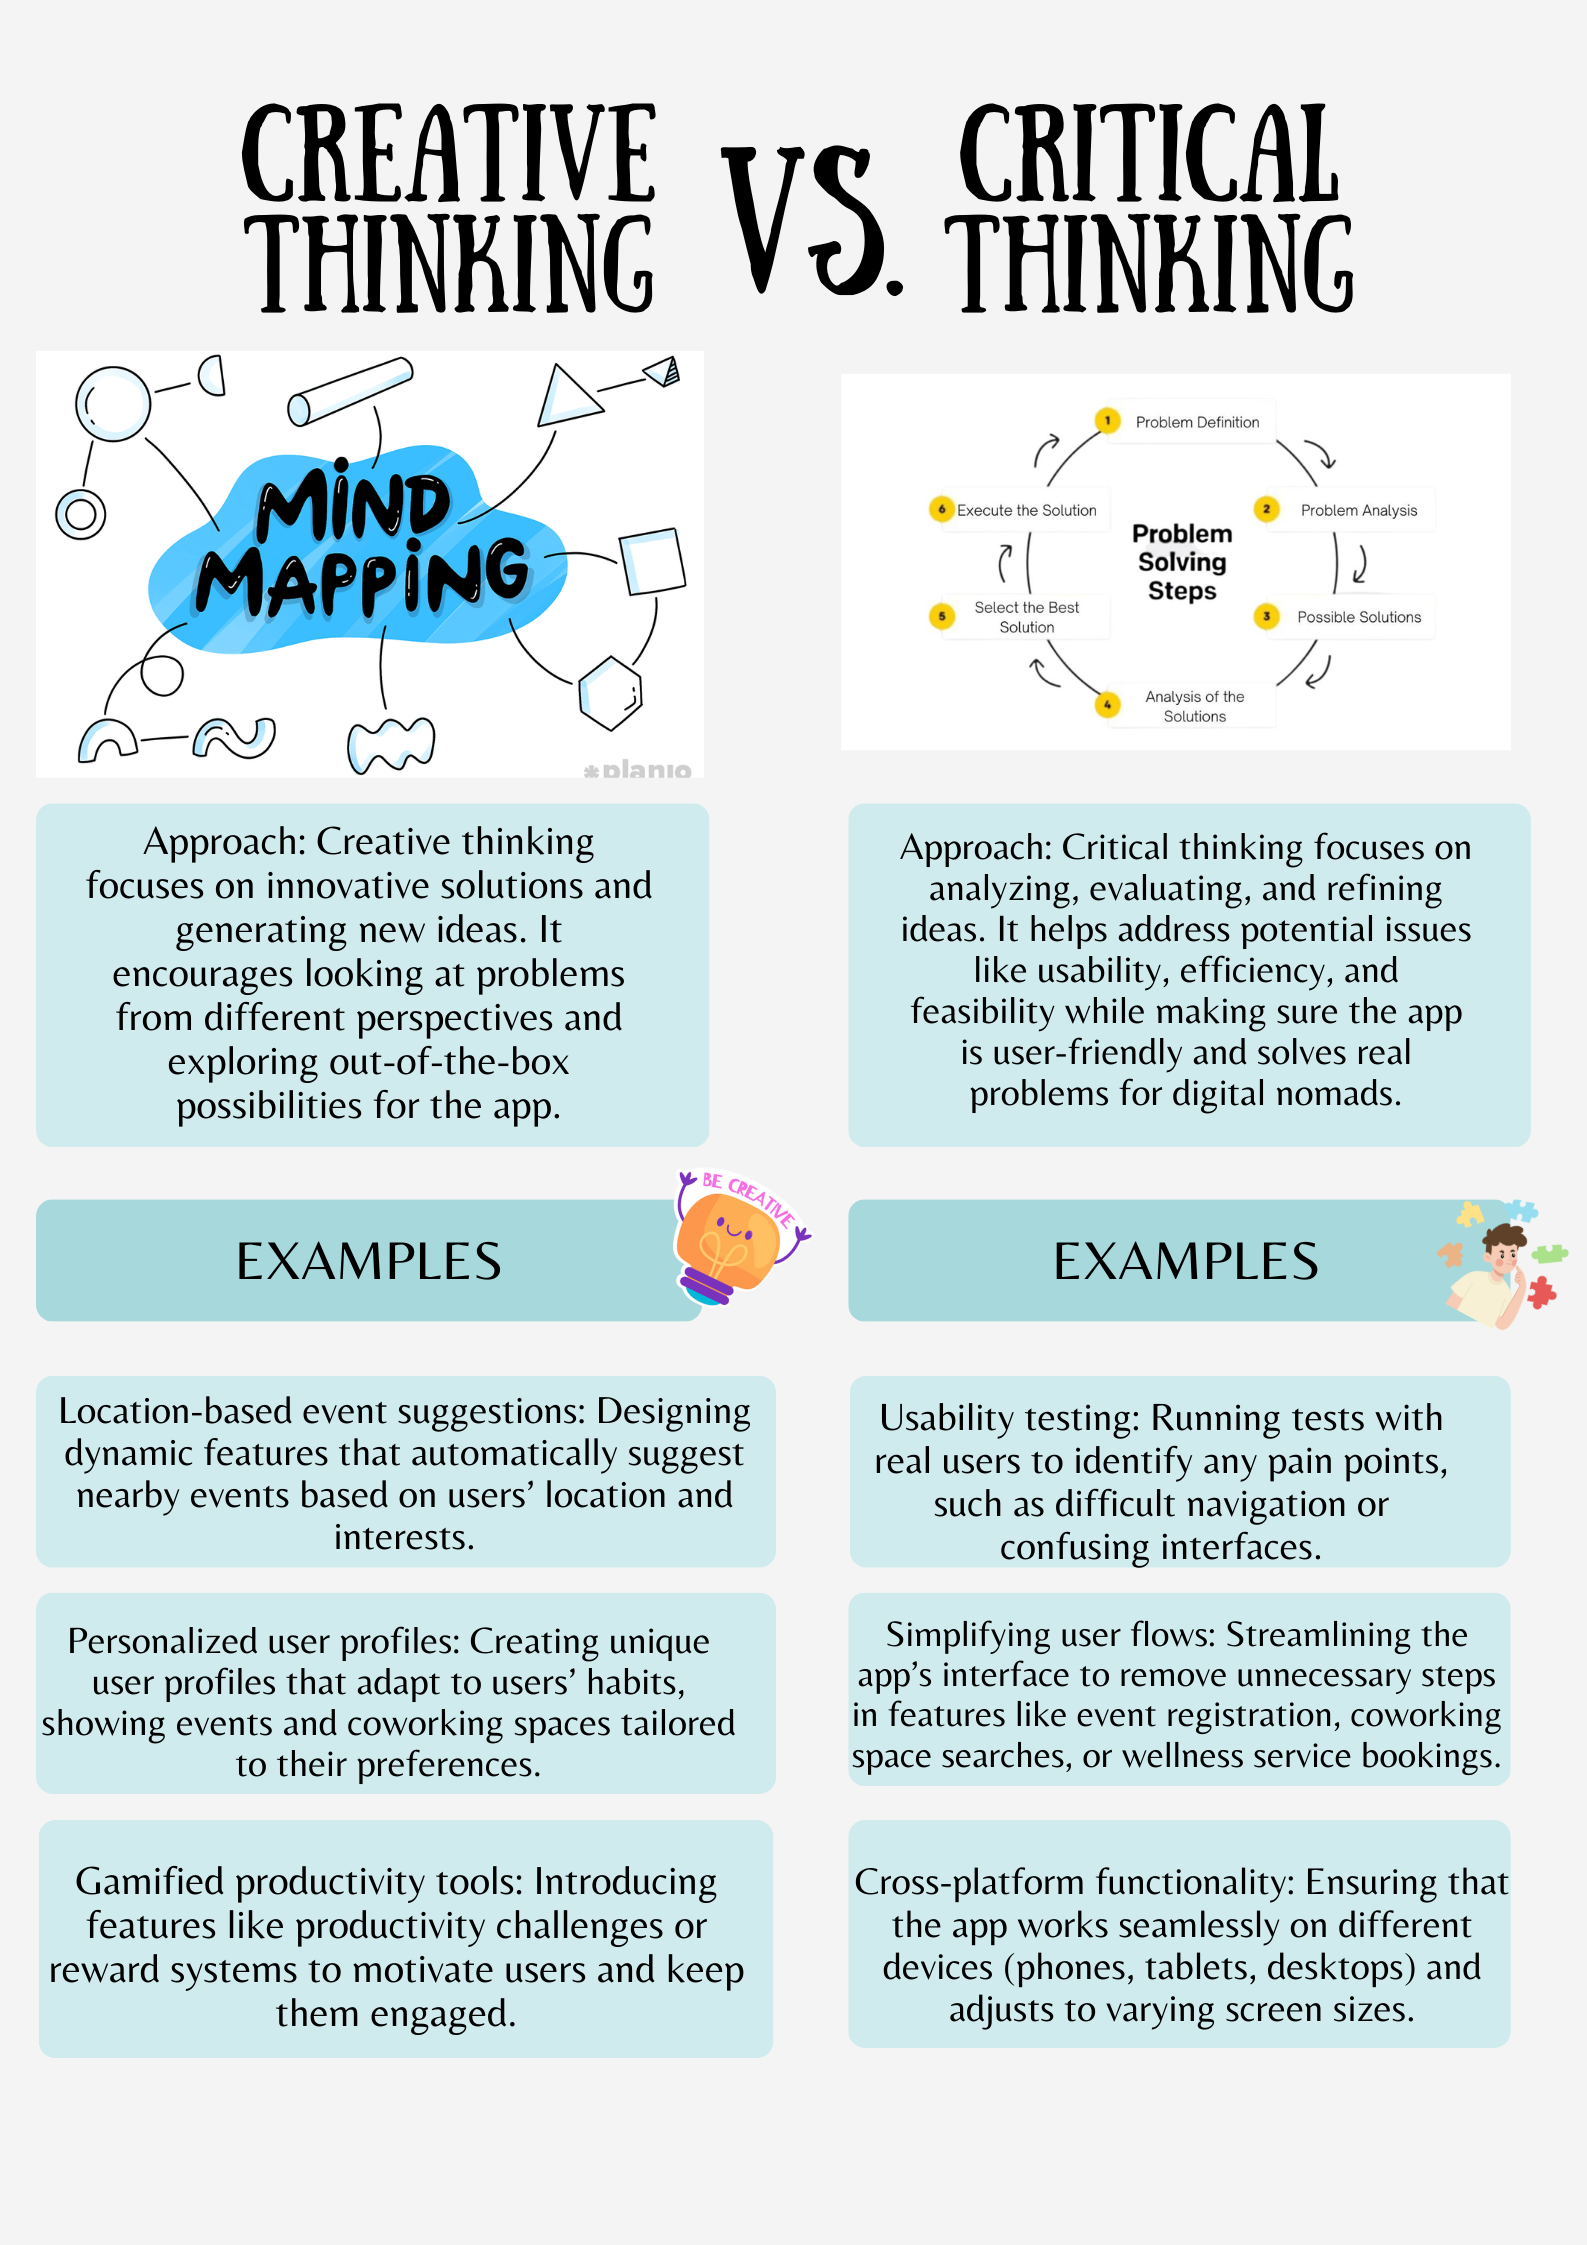 CREATIVE
THINKING
VS.
CRITICAL
THINKING
MiND
MAPPiNG
*planio
Problem
Solving
Steps
1 Problem Definition
2 Problem Analysis
3 Possible Solutions
4 Analysis of the
Solutions
5 Select the Best
Solution
6 Execute the Solution
Approach: Creative thinking
focuses on innovative solutions and
generating new ideas. It
encourages looking at problems
from different perspectives and
exploring out-of-the-box
possibilities for the app.
Approach: Critical thinking focuses on
analyzing, evaluating, and refining
ideas. It helps address potential issues
like usability, efficiency, and
feasibility while making sure the app
is user-friendly and solves real
problems for digital nomads.
EXAMPLES
BE CREATIVE
Location-based event suggestions: Designing
dynamic features that automatically suggest
nearby events based on users’ location and
interests.
Personalized user profiles: Creating unique
user profiles that adapt to users’ habits,
showing events and coworking spaces tailored
to their preferences.
Gamified productivity tools: Introducing
features like productivity challenges or
reward systems to motivate users and keep
them engaged.
EXAMPLES
Usability testing: Running tests with
real users to identify any pain points,
such as difficult navigation or
confusing interfaces.
Simplifying user flows: Streamlining the
app’s interface to remove unnecessary steps
in features like event registration, coworking
space searches, or wellness service bookings.
Cross-platform functionality: Ensuring that
the app works seamlessly on different
devices (phones, tablets, desktops) and
adjusts to varying screen sizes.